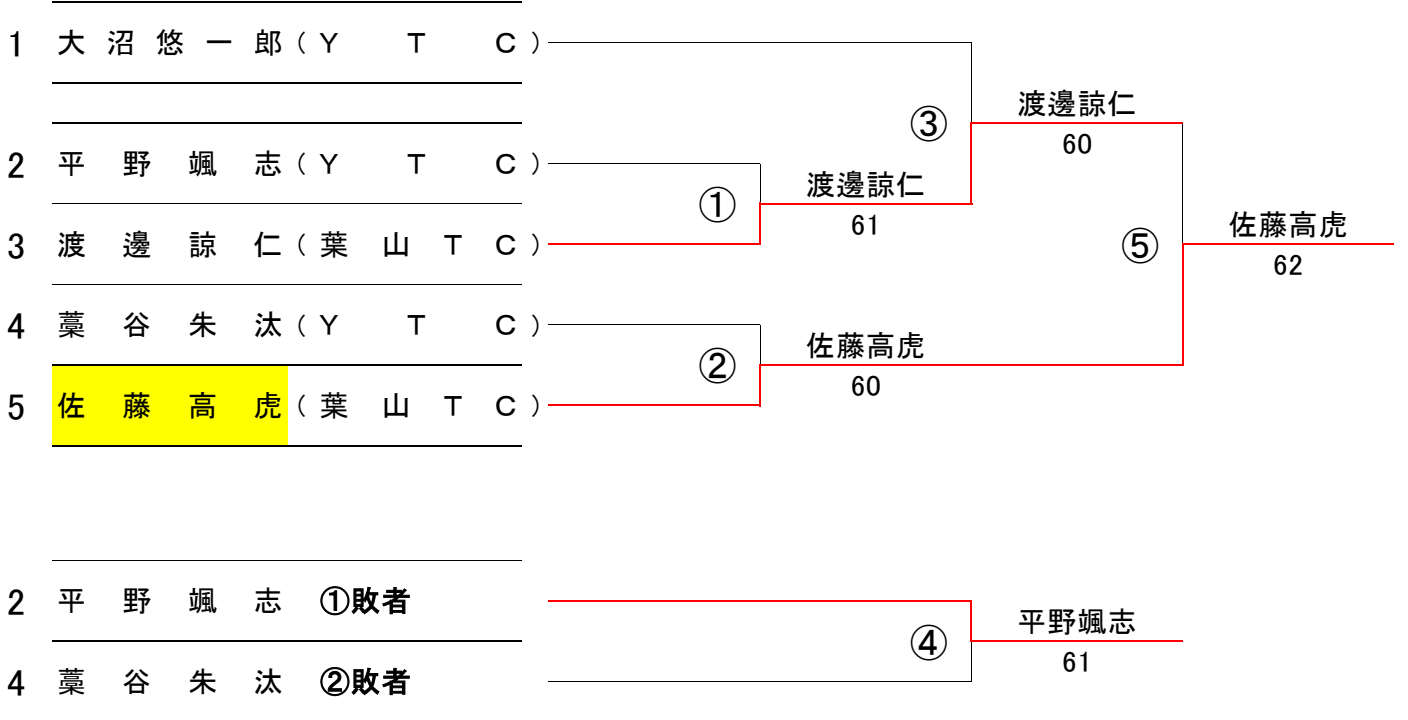 1 大沼悠一郎(YTC)
渡邊諒仁
③
60
2 平野颯志(YTC)
渡邊諒仁
①
61
佐藤高虎
3 渡邊諒仁(葉山TC)
⑤
62
4 藁谷朱汰(YTC)
佐藤高虎
②
60
5 佐藤高虎(葉山TC)
2 平野颯志 ①敗者
平野颯志
④
61
4 藁谷朱汰 ②敗者